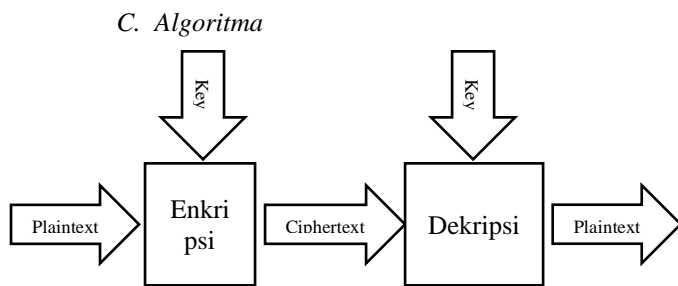 C. Algoritma
Key
Key
Plaintext
Enkri
psi
Ciphertext
Dekripsi
Plaintext